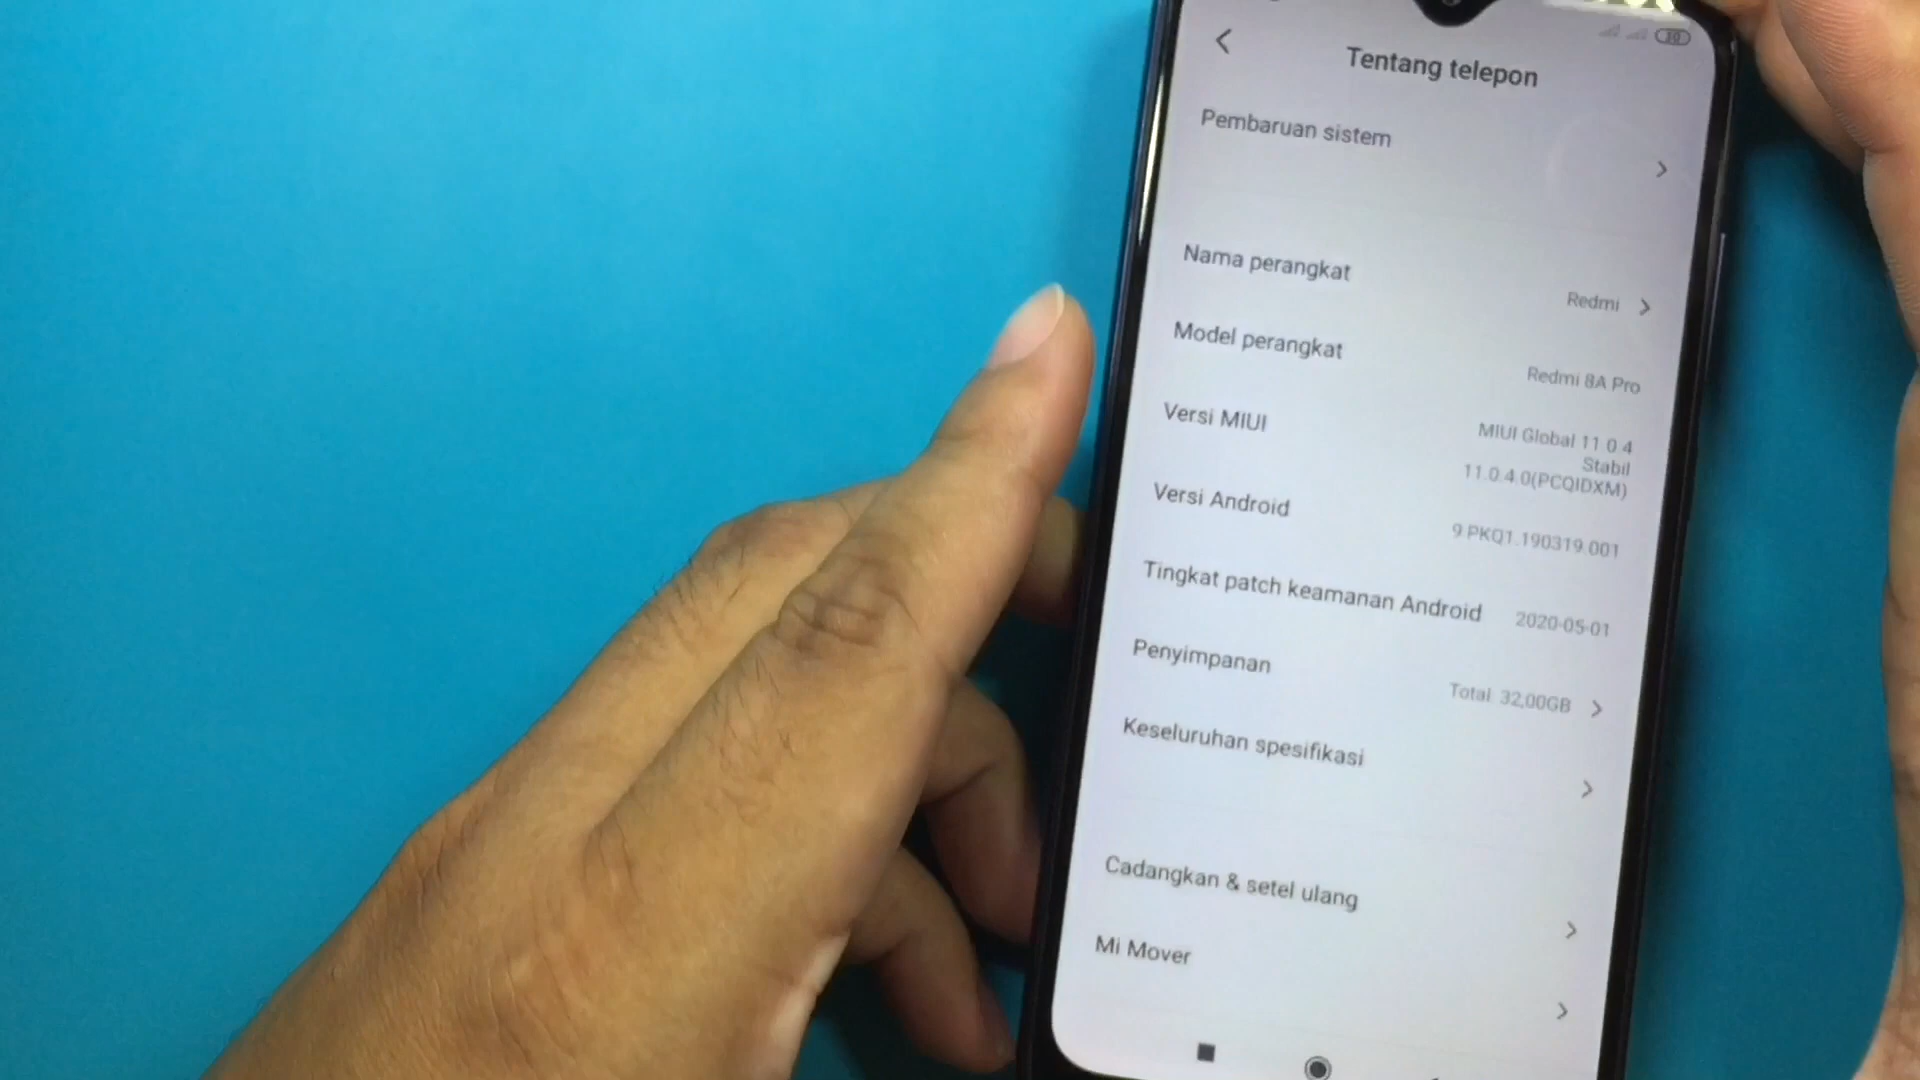 Tentang telepon
Pembaruan sistem
Nama perangkat
Redmi
Model perangkat
Redmi 8A Pro
Versi MIUI
MIUI Global 11.0.4
Stabil
11.0.4.0(PCQIDXM)
Versi Android
9 PKQ1.190319.001
Tingkat patch keamanan Android
2020-05-01
Penyimpanan
Total: 32,00GB
Keseluruhan spesifikasi
Cadangkan & setel ulang
Mi Mover